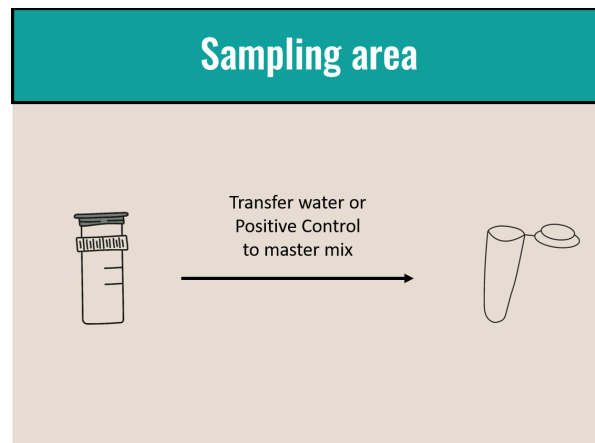 Sampling area
Transfer water or
Positive Control
to master mix